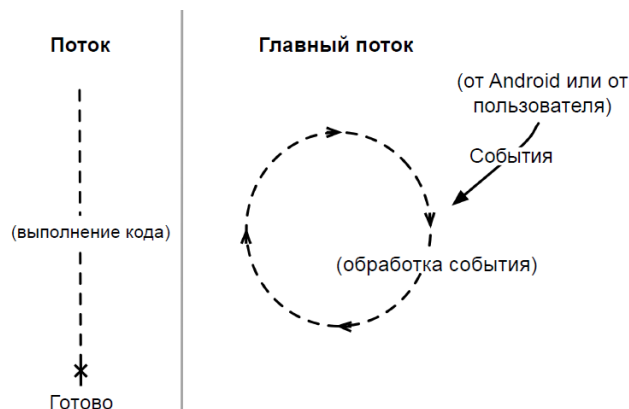 Поток
(выполнение кода)
Готово
Главный поток
(от Android или от
пользователя)
События
(обработка события)